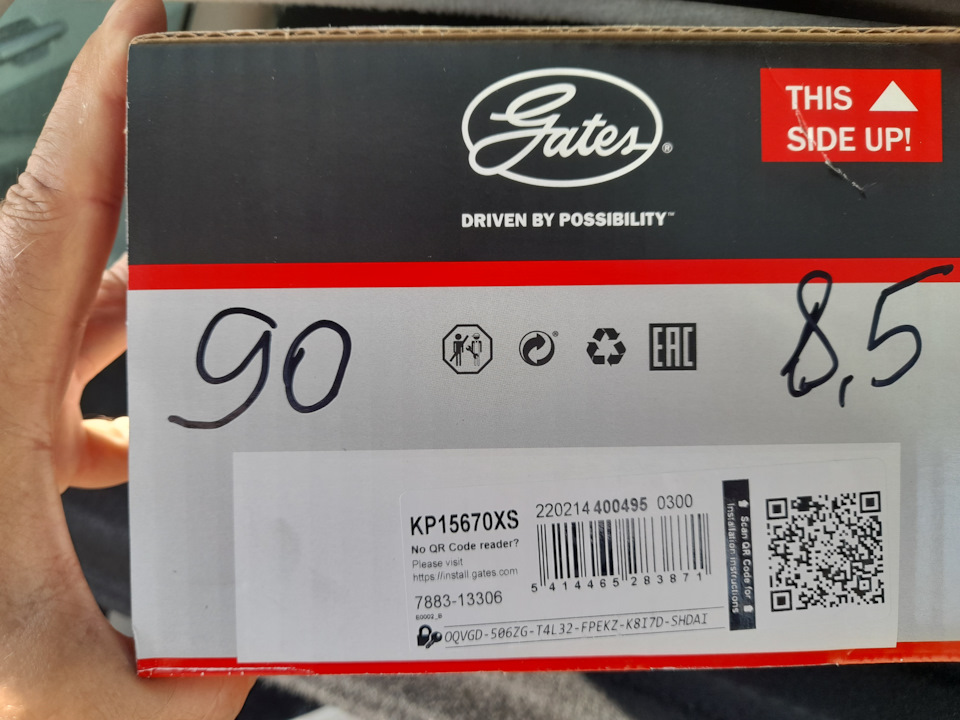 Gates®
DRIVEN BY POSSIBILITY™
THIS
SIDE UP!
90
EAC
8,5
KP15670XS
No QR Code reader?
Please visit
https://install.gates.com
7883-13306
E0002_B
220214 400495 0300
5 414465 283871
Scan QR Code for
Installation instructions
OQVGD-506ZG-T4L32-FPEKZ-K8I7D-SHDAI